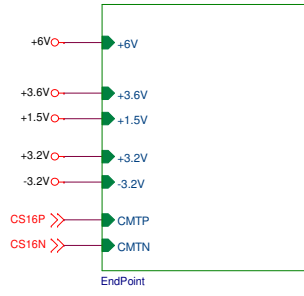 +6V +6V
+3.6V +3.6V
+1.5V +1.5V
+3.2V +3.2V
-3.2V -3.2V
CS16P CMTP
CS16N CMTN
EndPoint